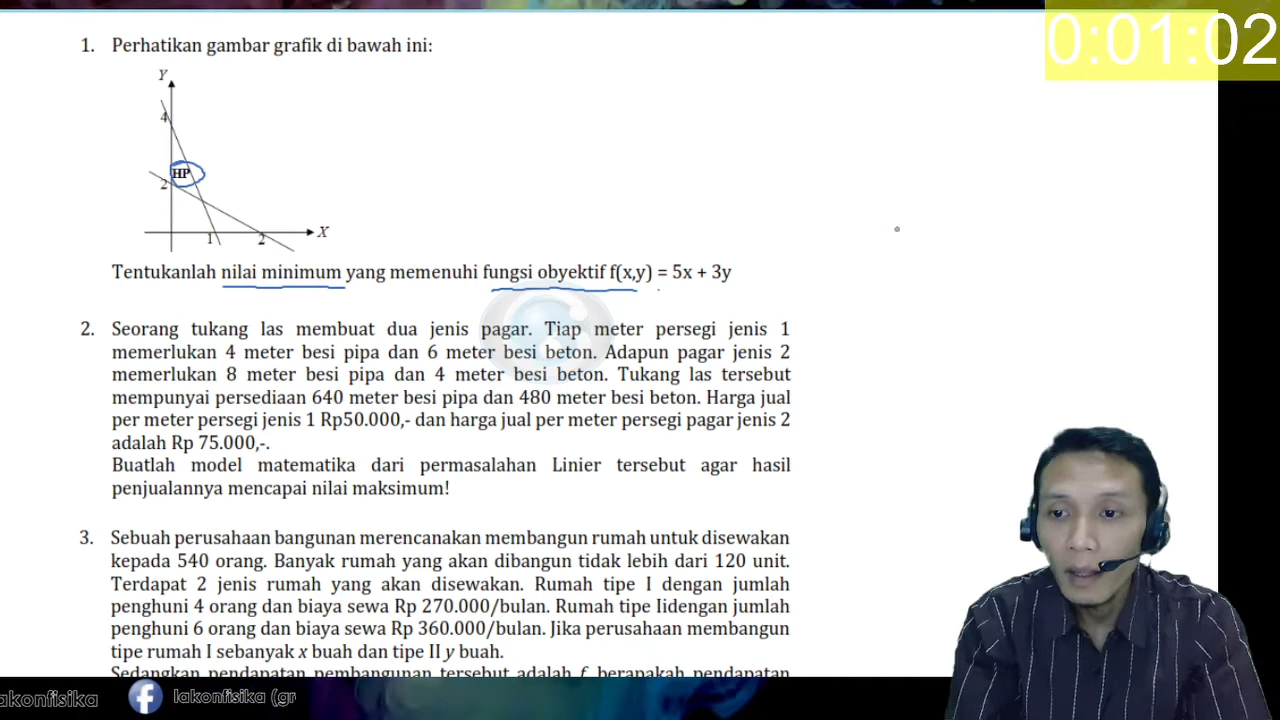 0:01:02
1. Perhatikan gambar grafik di bawah ini:
Y
4
HP
2
1
2
X
Tentukanlah nilai minimum yang memenuhi fungsi obyektif f(x,y) = 5x + 3y
2. Seorang tukang las membuat dua jenis pagar. Tiap meter persegi jenis 1
memerlukan 4 meter besi pipa dan 6 meter besi beton. Adapun pagar jenis 2
memerlukan 8 meter besi pipa dan 4 meter besi beton. Tukang las tersebut
mempunyai persediaan 640 meter besi pipa dan 480 meter besi beton. Harga jual
per meter persegi jenis 1 Rp50.000,- dan harga jual per meter persegi pagar jenis 2
adalah Rp 75.000,-.
Buatlah model matematika dari permasalahan Linier tersebut agar hasil
penjualannya mencapai nilai maksimum!
3. Sebuah perusahaan bangunan merencanakan membangun rumah untuk disewakan
kepada 540 orang. Banyak rumah yang akan dibangun tidak lebih dari 120 unit.
Terdapat 2 jenis rumah yang akan disewakan. Rumah tipe I dengan jumlah
penghuni 4 orang dan biaya sewa Rp 270.000/bulan. Rumah tipe Iidengan jumlah
penghuni 6 orang dan biaya sewa Rp 360.000/bulan. Jika perusahaan membangun
tipe rumah I sebanyak x buah dan tipe II y buah.
Sedangkan pendapatan pembangunan tersebut adalah f berapakah pendapatan
akonfisika
lakonfisika (gr